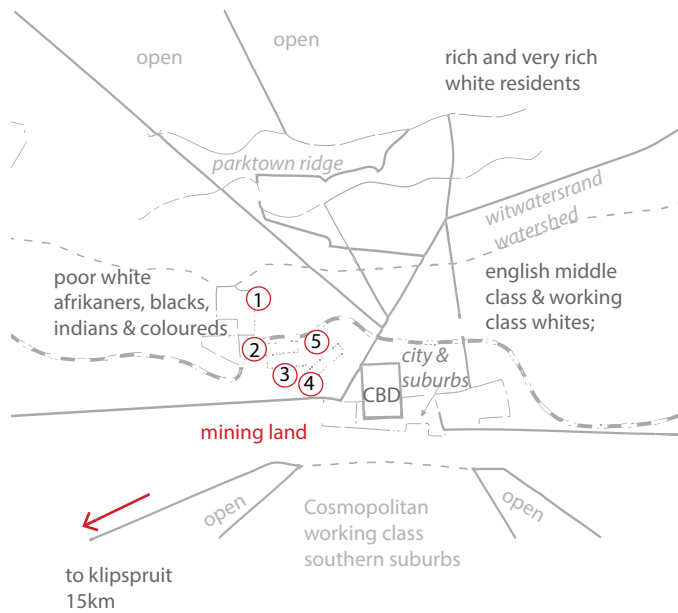 open
open
rich and very rich
white residents
parktown ridge
witwatersrand
watershed
poor white
afrikaners, blacks,
indians & coloureds
english middle
class & working
class whites;
1
2
5
3
4
city &
suburbs
CBD
mining land
open
Cosmopolitan
working class
southern suburbs
open
to klipspruit
15km